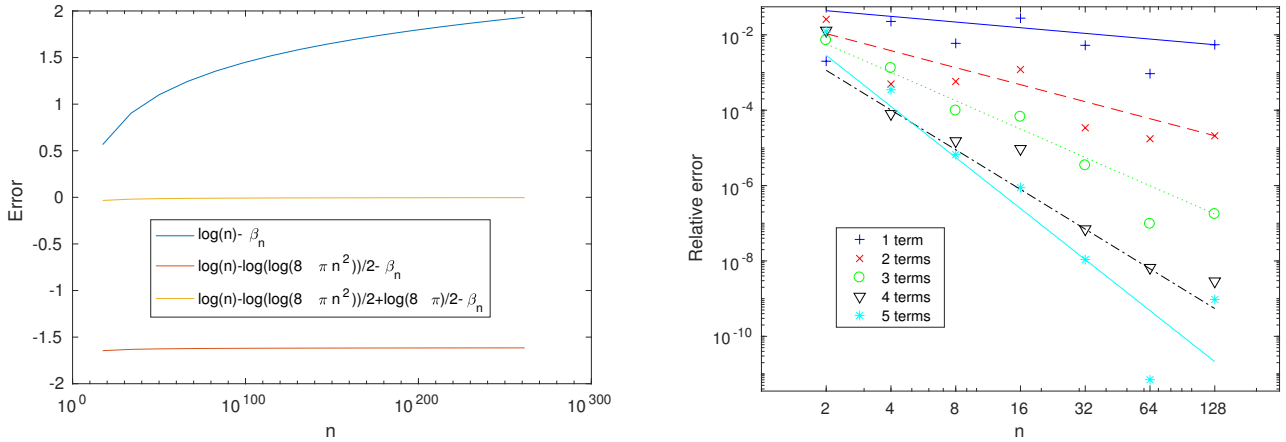 2
1.5
1
0.5
0
-0.5
-1
-1.5
-2
Error
10^0
10^100
10^200
10^300
n
log(n)- β_n
log(n)-log(log(8 π n^2))/2- β_n
log(n)-log(log(8 π n^2))/2+log(8 π)/2- β_n
10^-2
10^-4
10^-6
10^-8
10^-10
Relative error
2
4
8
16
32
64
128
n
1 term
2 terms
3 terms
4 terms
5 terms